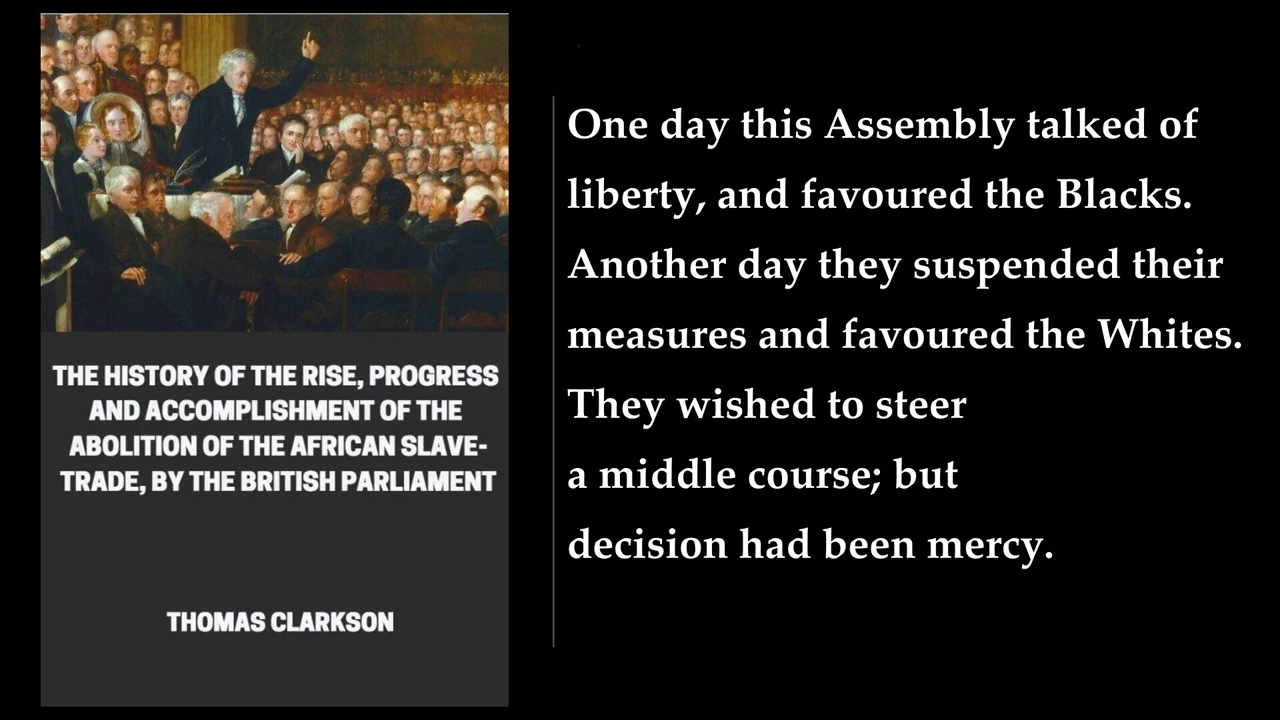 THE HISTORY OF THE RISE, PROGRESS
AND ACCOMPLISHMENT OF THE
ABOLITION OF THE AFRICAN SLAVE-
TRADE, BY THE BRITISH PARLIAMENT
THOMAS CLARKSON
One day this Assembly talked of
liberty, and favoured the Blacks.
Another day they suspended their
measures and favoured the Whites.
They wished to steer
a middle course; but
decision had been mercy.